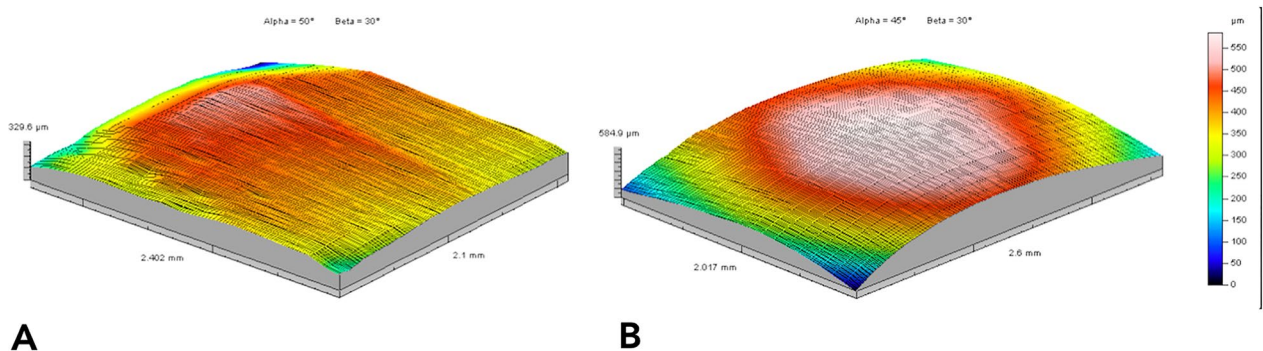 Alpha = 50° Beta = 30°
329.6 µm
2.402 mm
2.1 mm
A
Alpha = 45° Beta = 30°
584.9 µm
2.017 mm
2.6 mm
B
µm
550
500
450
400
350
300
250
200
150
100
50
0